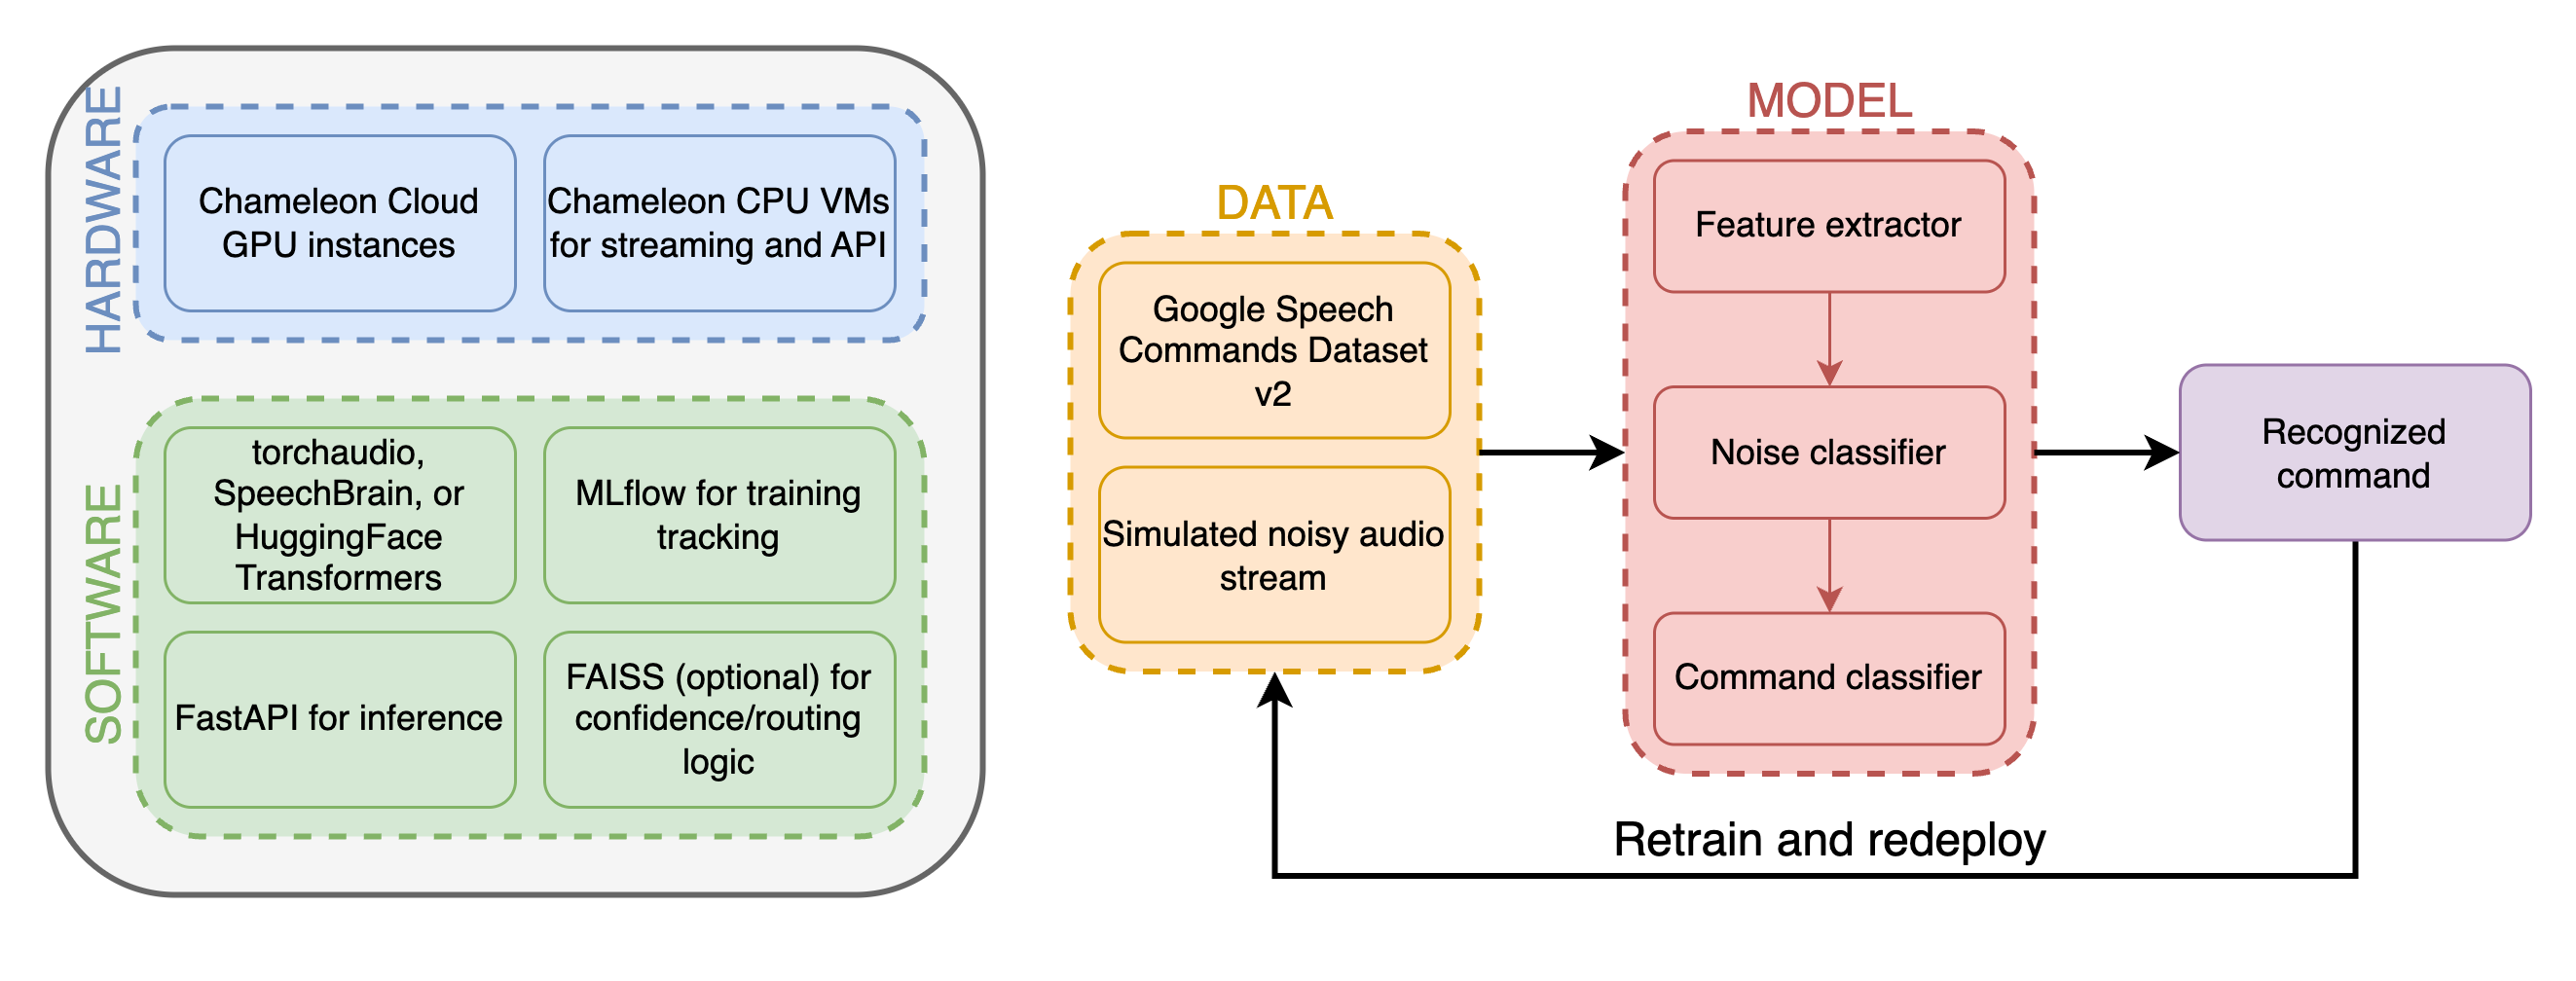 HARDWARE
Chameleon Cloud
GPU instances
Chameleon CPU VMs
for streaming and API
SOFTWARE
torchaudio,
SpeechBrain, or
HuggingFace
Transformers
MLflow for training
tracking
FastAPI for inference
FAISS (optional) for
confidence/routing
logic
DATA
Google Speech
Commands Dataset
v2
Simulated noisy audio
stream
MODEL
Feature extractor
Noise classifier
Command classifier
Recognized
command
Retrain and redeploy